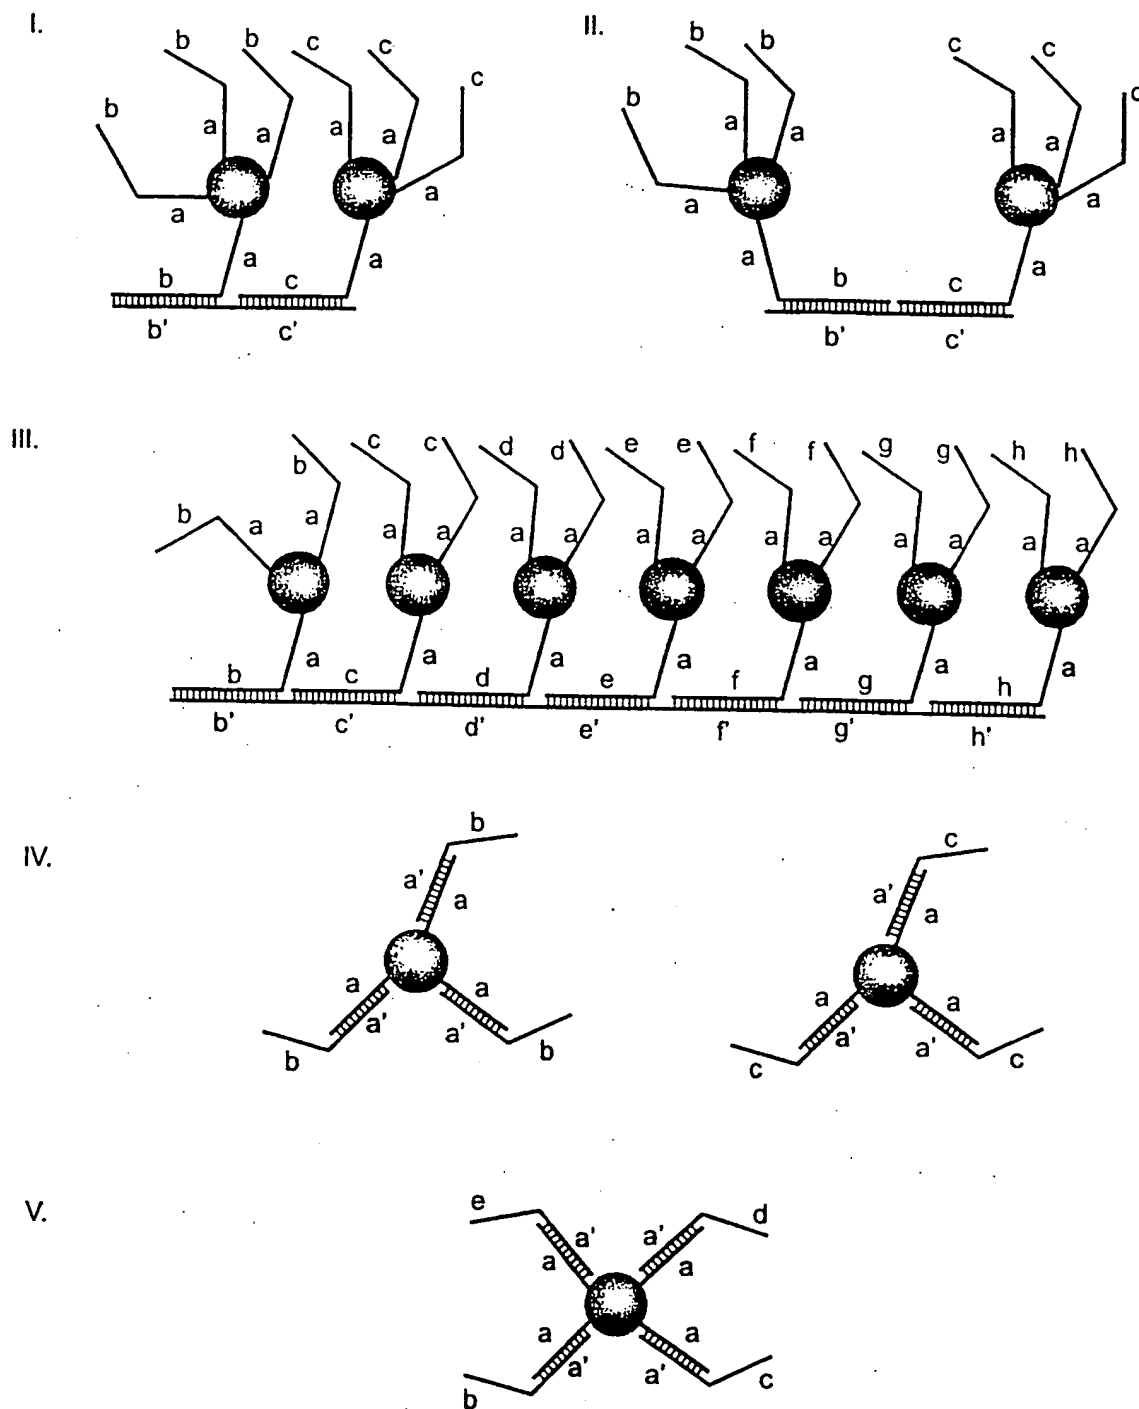 I. II.
b b c c b b c c
b c b c
a a a a a a a a
a a a a
a a a a
b c b c
b' c' b' c'
III.
b c c d d e e f f g g h h
b a a a a a a a a a a a a a a
a a a a a a a
b c d e f g h
b' c' d' e' f' g' h'
IV.
b c
a' a a' a
a a a a
a' a' a' a'
b b c c
V.
e d
a' a a' a
a a
a' a'
b c